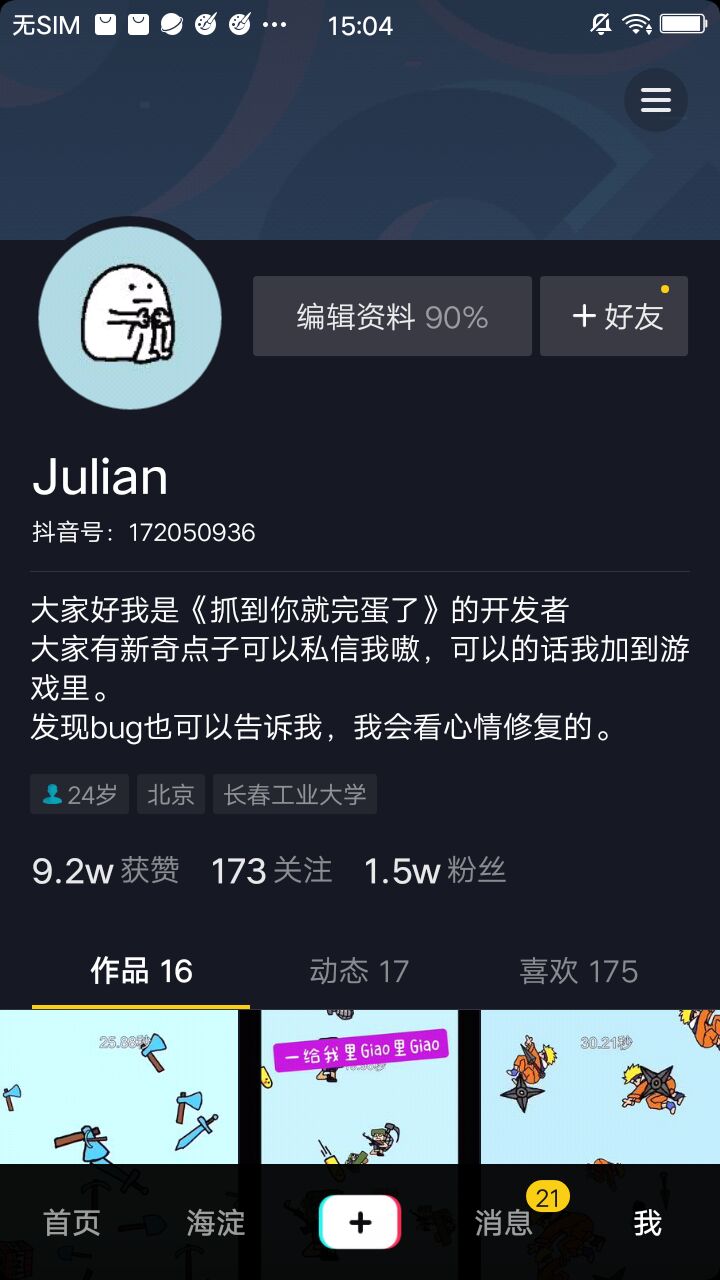 无SIM 15:04
编辑资料 90%
+好友
Julian
抖音号：172050936
大家好我是《抓到你就完蛋了》的开发者
大家有新奇点子可以私信我嗷，可以的话我加到游
戏里。
发现bug也可以告诉我，我会看心情修复的。
24岁 北京 长春工业大学
9.2w 获赞 173 关注 1.5w 粉丝
作品 16 动态 17 喜欢 175
25.88秒
一给我里Giao里Giao
30.21秒
首页 海淀 消息 21 我